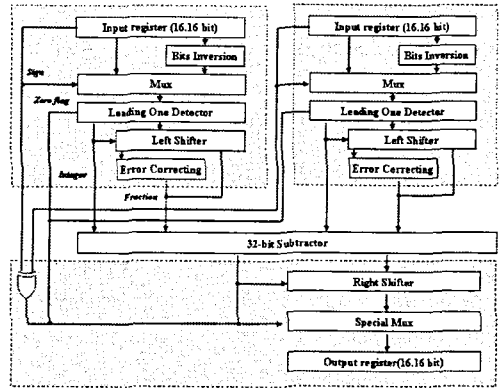 Input register (16.16 bit)
Bits Inversion
Sign
Mux
Zero flag
Leading One Detector
Left Shifter
Error Correcting
Integer
Fraction
Input register (16.16 bit)
Bits Inversion
Mux
Leading One Detector
Left Shifter
Error Correcting
32-bit Subtractor
Right Shifter
Special Mux
Output register(16.16 bit)